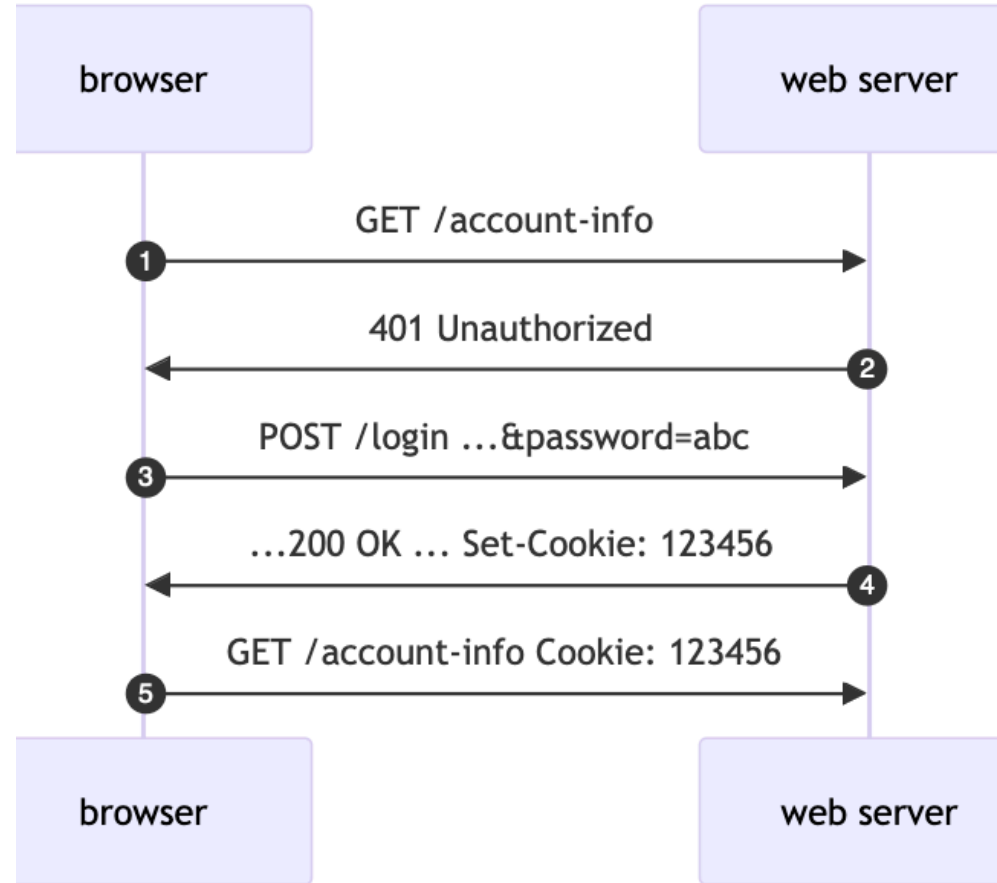 browser
web server
GET /account-info
1
401 Unauthorized
2
POST /login ...&password=abc
3
...200 OK ... Set-Cookie: 123456
4
GET /account-info Cookie: 123456
5
browser
web server